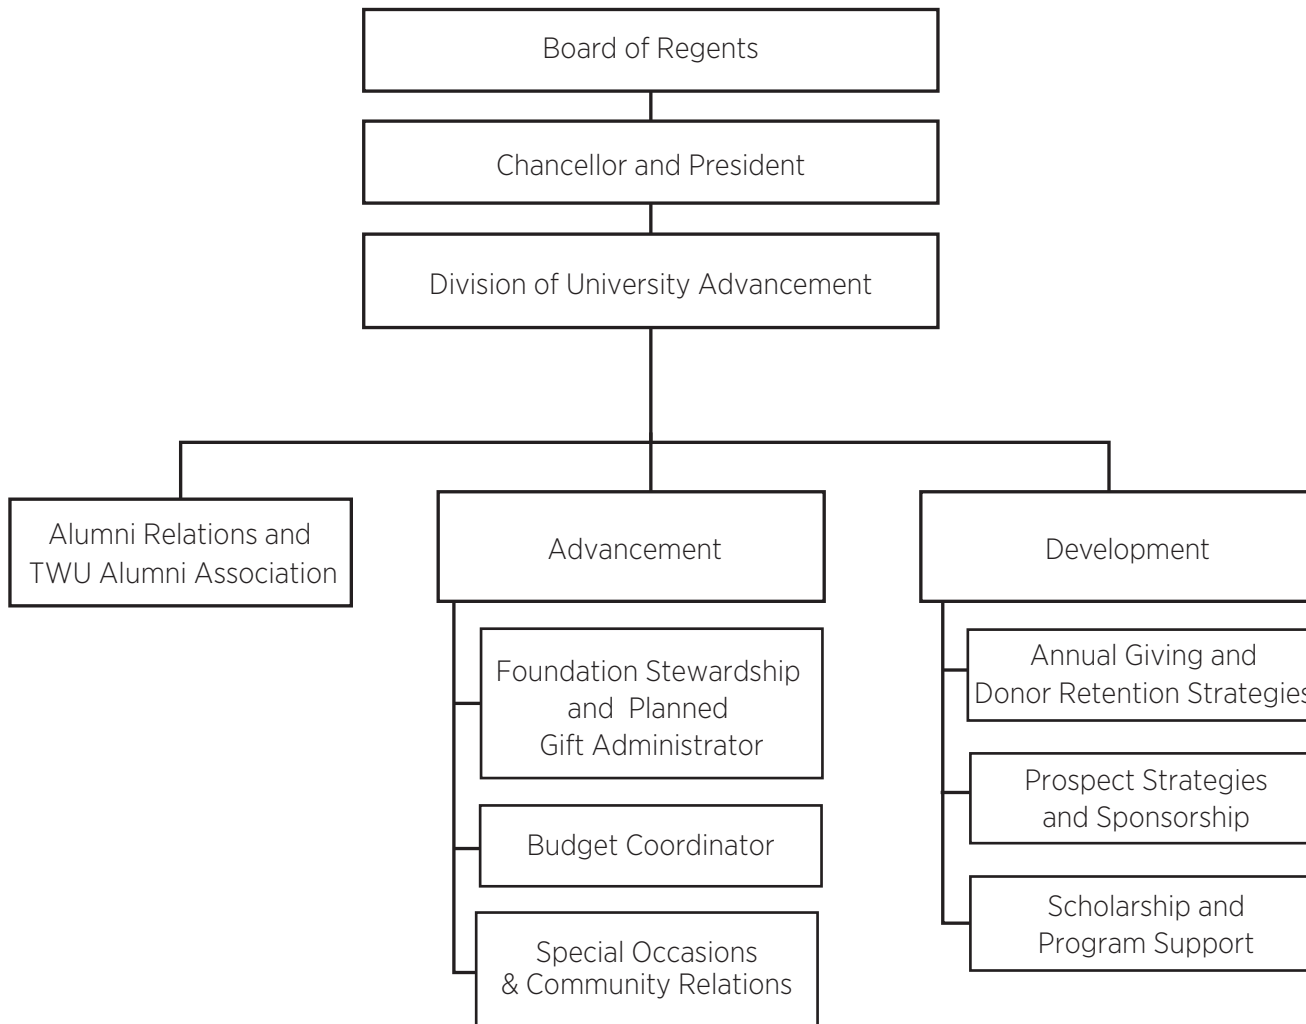 Board of Regents
Chancellor and President
Division of University Advancement
Alumni Relations and
TWU Alumni Association
Advancement
Foundation Stewardship
and Planned
Gift Administrator
Budget Coordinator
Special Occasions
& Community Relations
Development
Annual Giving and
Donor Retention Strategies
Prospect Strategies
and Sponsorship
Scholarship and
Program Support